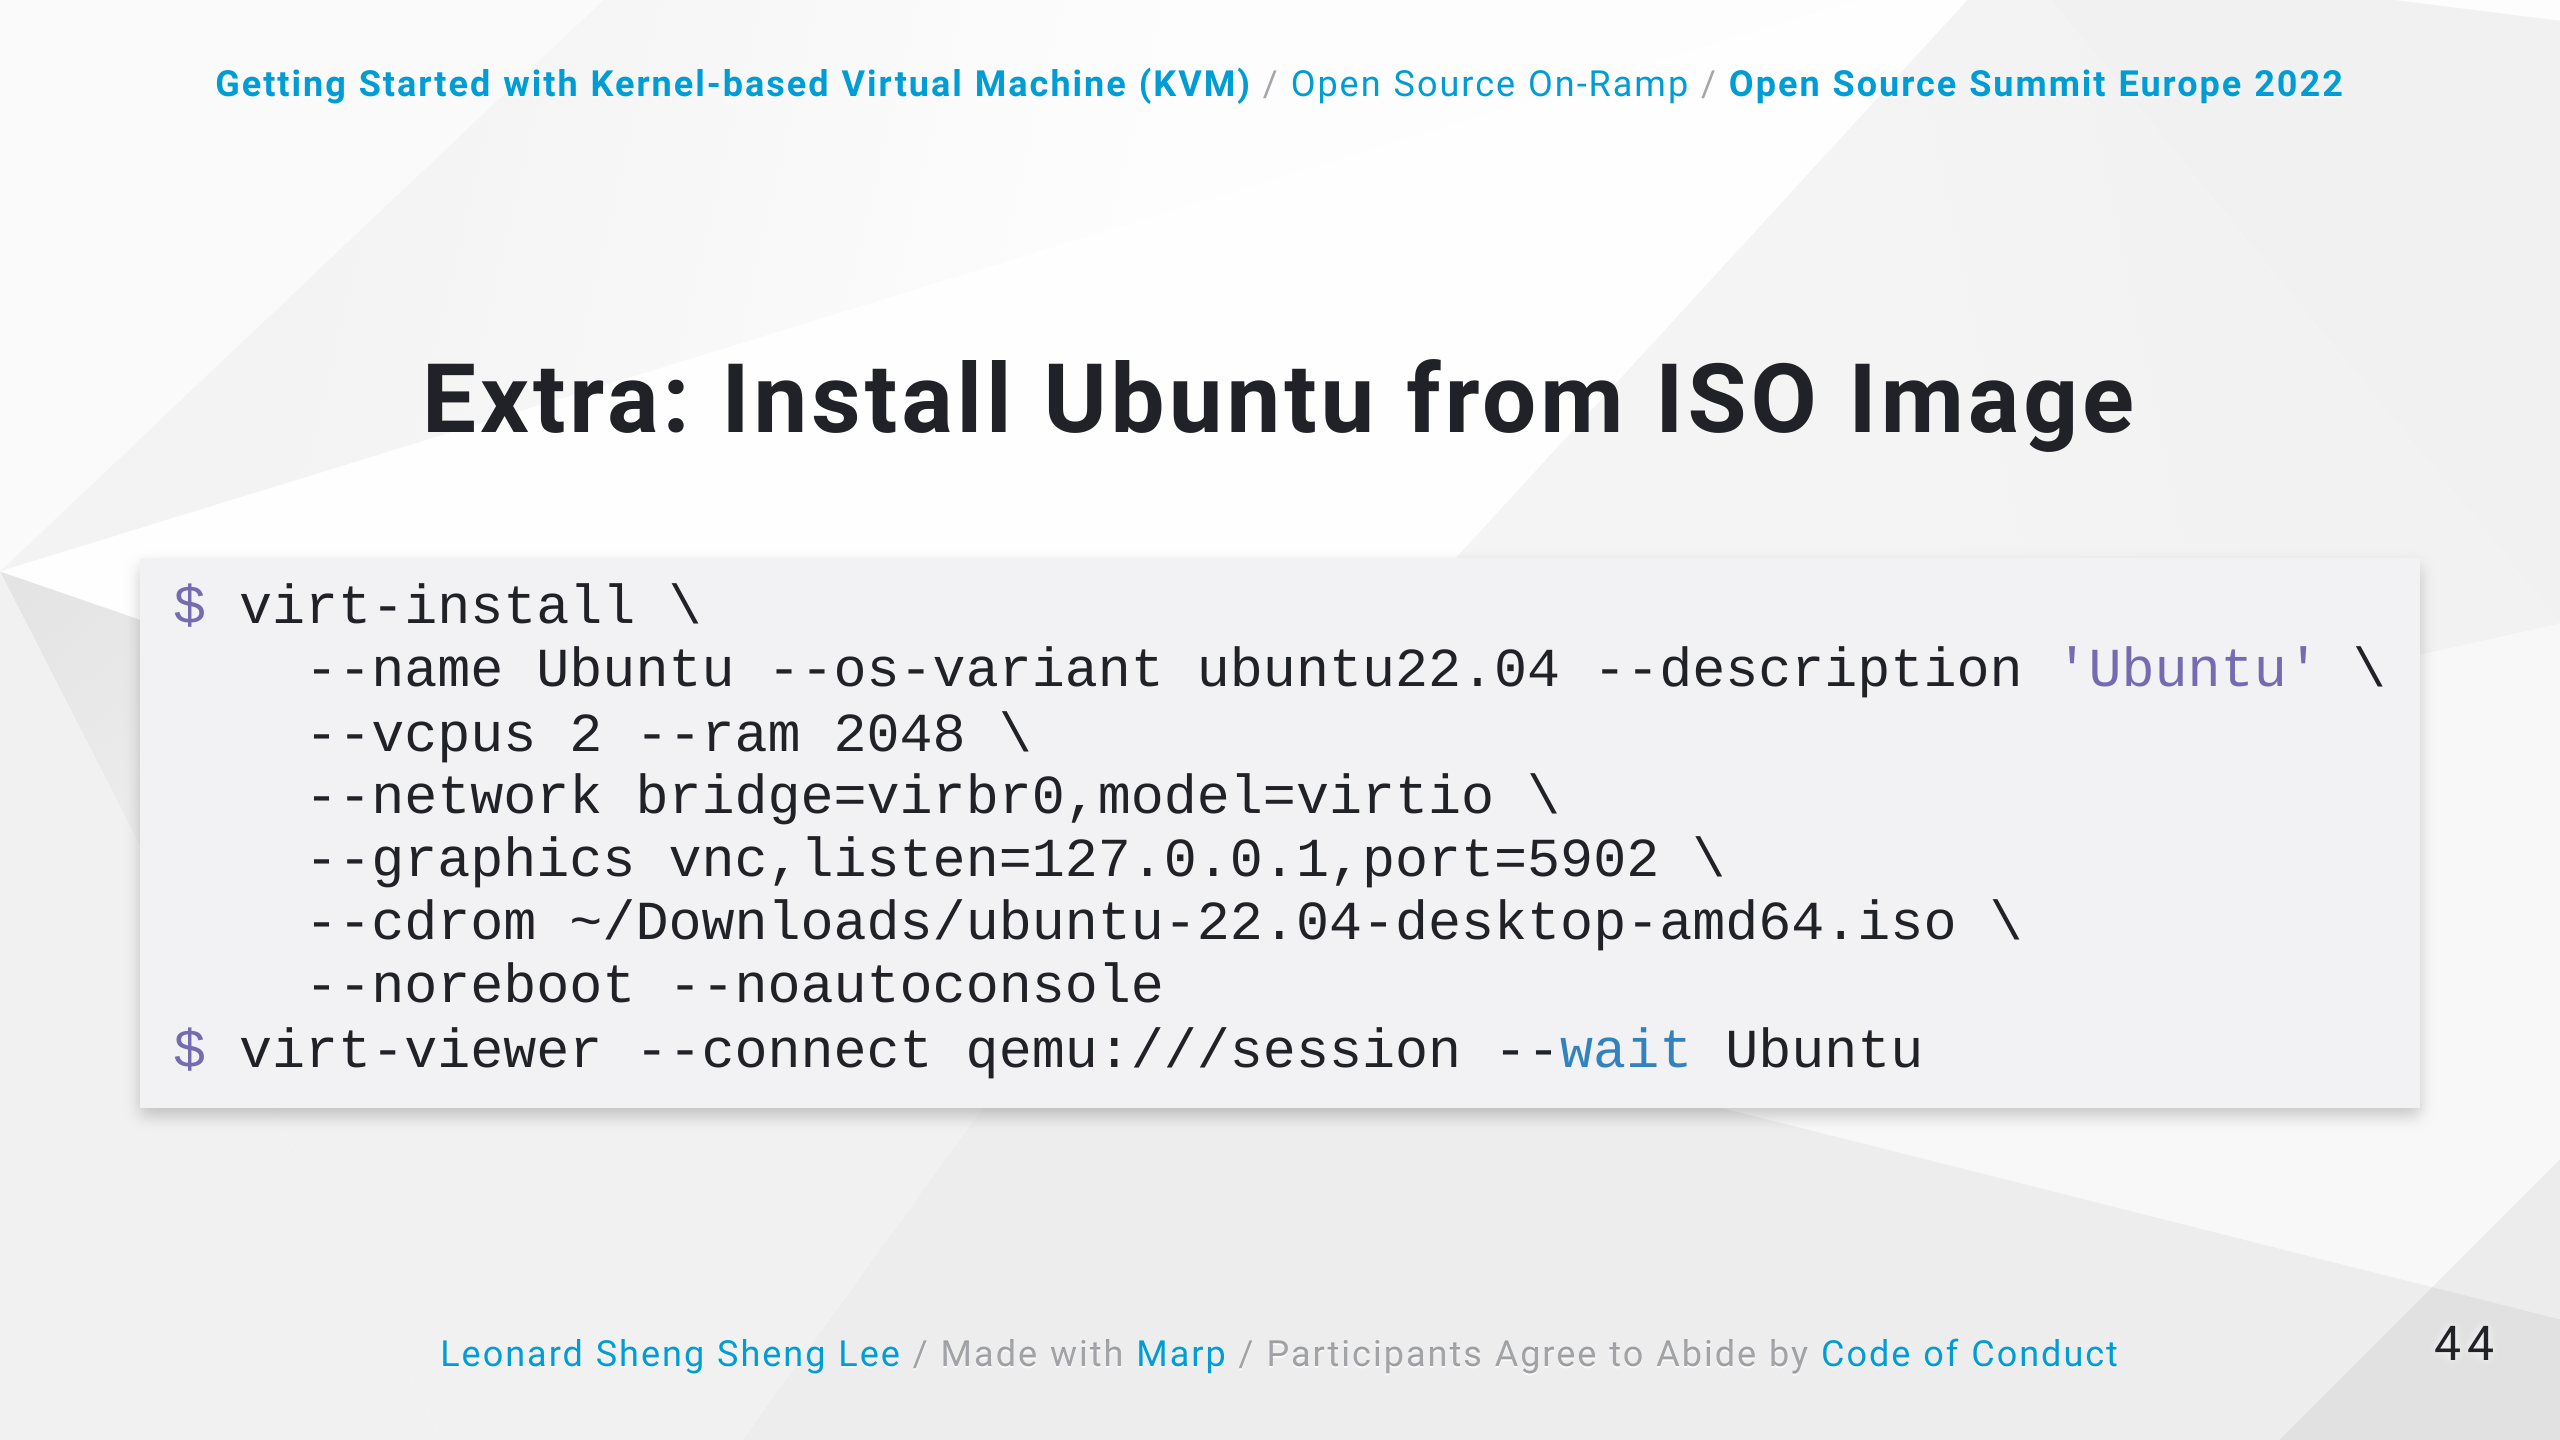 Getting Started with Kernel-based Virtual Machine (KVM) / Open Source On-Ramp / Open Source Summit Europe 2022
Extra: Install Ubuntu from ISO Image
$ virt-install \
    --name Ubuntu --os-variant ubuntu22.04 --description 'Ubuntu' \
    --vcpus 2 --ram 2048 \
    --network bridge=virbr0,model=virtio \
    --graphics vnc,listen=127.0.0.1,port=5902 \
    --cdrom ~/Downloads/ubuntu-22.04-desktop-amd64.iso \
    --noreboot --noautoconsole
$ virt-viewer --connect qemu:///session --wait Ubuntu
Leonard Sheng Sheng Lee / Made with Marp / Participants Agree to Abide by Code of Conduct
44